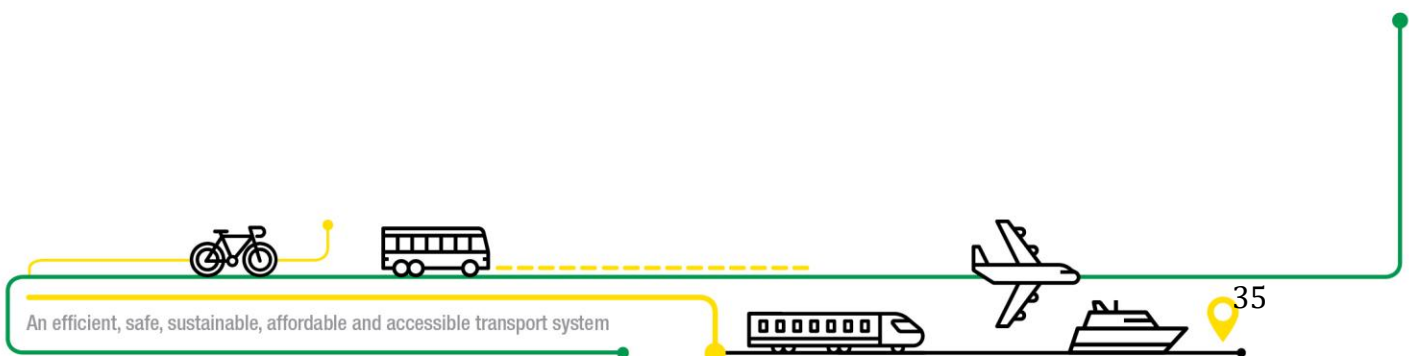 35
An efficient, safe, sustainable, affordable and accessible transport system